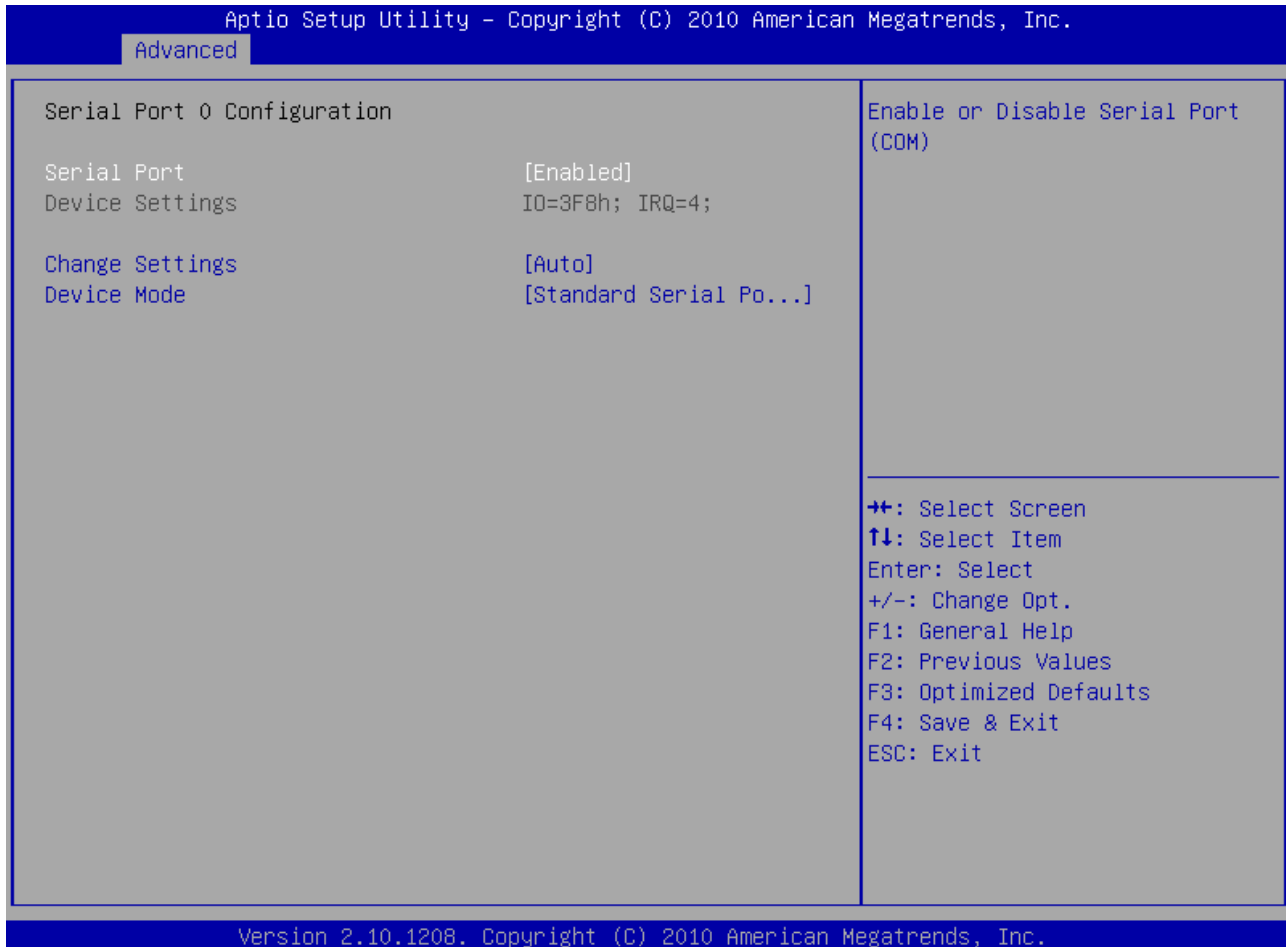 Aptio Setup Utility – Copyright (C) 2010 American Megatrends, Inc.
Advanced
Serial Port 0 Configuration
Serial Port [Enabled]
Device Settings IO=3F8h; IRQ=4;
Change Settings [Auto]
Device Mode [Standard Serial Po...]
Enable or Disable Serial Port
(COM)
→←: Select Screen
↑↓: Select Item
Enter: Select
+/-: Change Opt.
F1: General Help
F2: Previous Values
F3: Optimized Defaults
F4: Save & Exit
ESC: Exit
Version 2.10.1208. Copyright (C) 2010 American Megatrends, Inc.